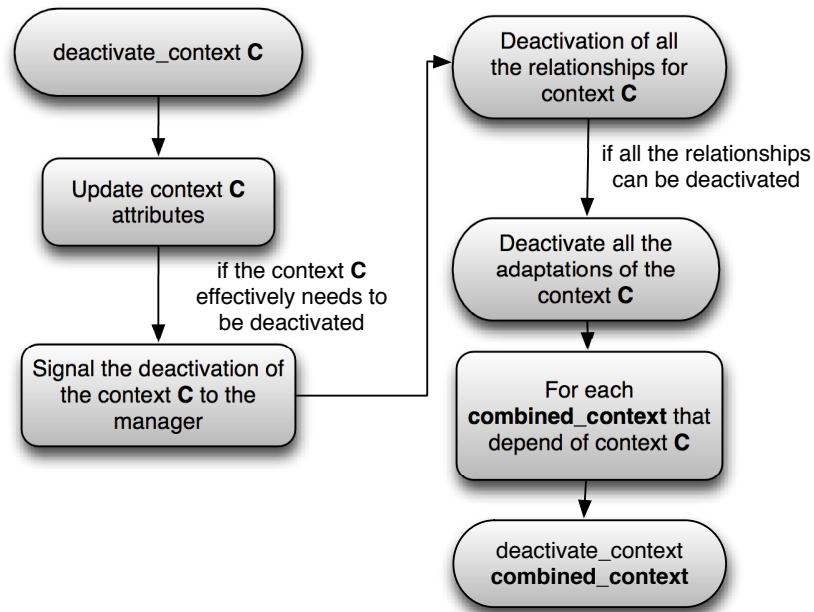 deactivate_context C
Update context C
attributes
if the context C
effectively needs to
be deactivated
Signal the deactivation of
the context C to the
manager
Deactivation of all
the relationships for
context C
if all the relationships
can be deactivated
Deactivate all the
adaptations of the
context C
For each
combined_context that
depend of context C
deactivate_context
combined_context